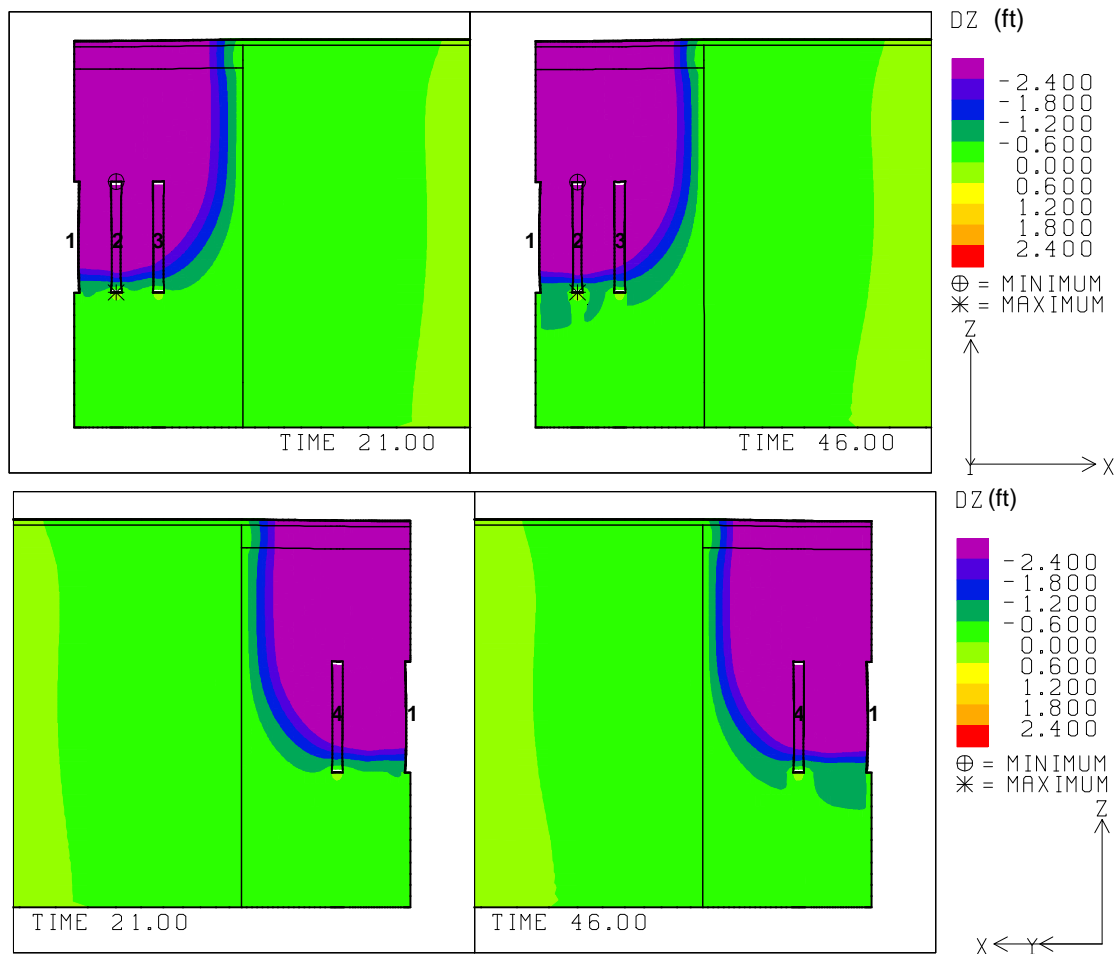 DZ (ft)
-2.400
-1.800
-1.200
-0.600
0.000
0.600
1.200
1.800
2.400
⊕ = MINIMUM
✳ = MAXIMUM
Z
Y
X
1
2
3
TIME 21.00
1
2
3
TIME 46.00
DZ (ft)
-2.400
-1.800
-1.200
-0.600
0.000
0.600
1.200
1.800
2.400
⊕ = MINIMUM
✳ = MAXIMUM
Z
X
Y
4
1
TIME 21.00
4
1
TIME 46.00